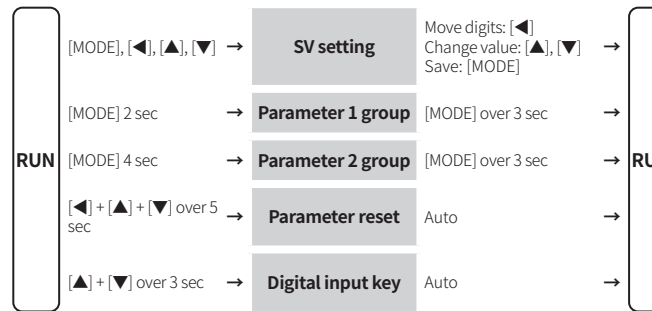 [MODE], [◀], [▲], [▼] → SV setting Move digits: [◀]
Change value: [▲], [▼] →
Save: [MODE]
[MODE] 2 sec → Parameter 1 group [MODE] over 3 sec →
RUN [MODE] 4 sec → Parameter 2 group [MODE] over 3 sec →
[◀] + [▲] + [▼] over 5
sec → Parameter reset Auto →
[▲] + [▼] over 3 sec → Digital input key Auto →